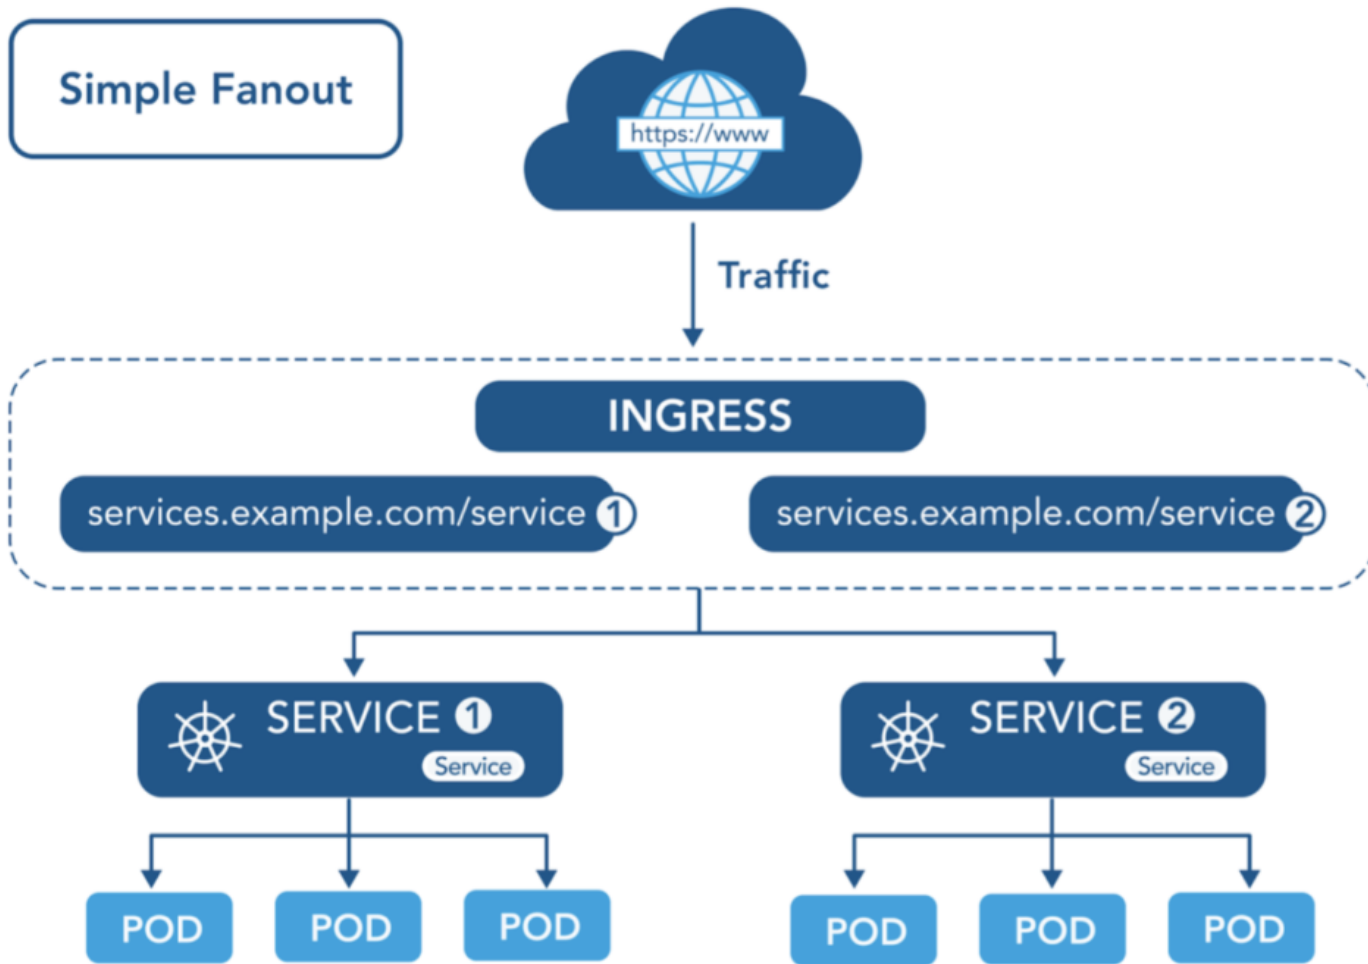 Simple Fanout
https://www
Traffic
INGRESS
services.example.com/service 1
services.example.com/service 2
SERVICE 1
Service
SERVICE 2
Service
POD
POD
POD
POD
POD
POD